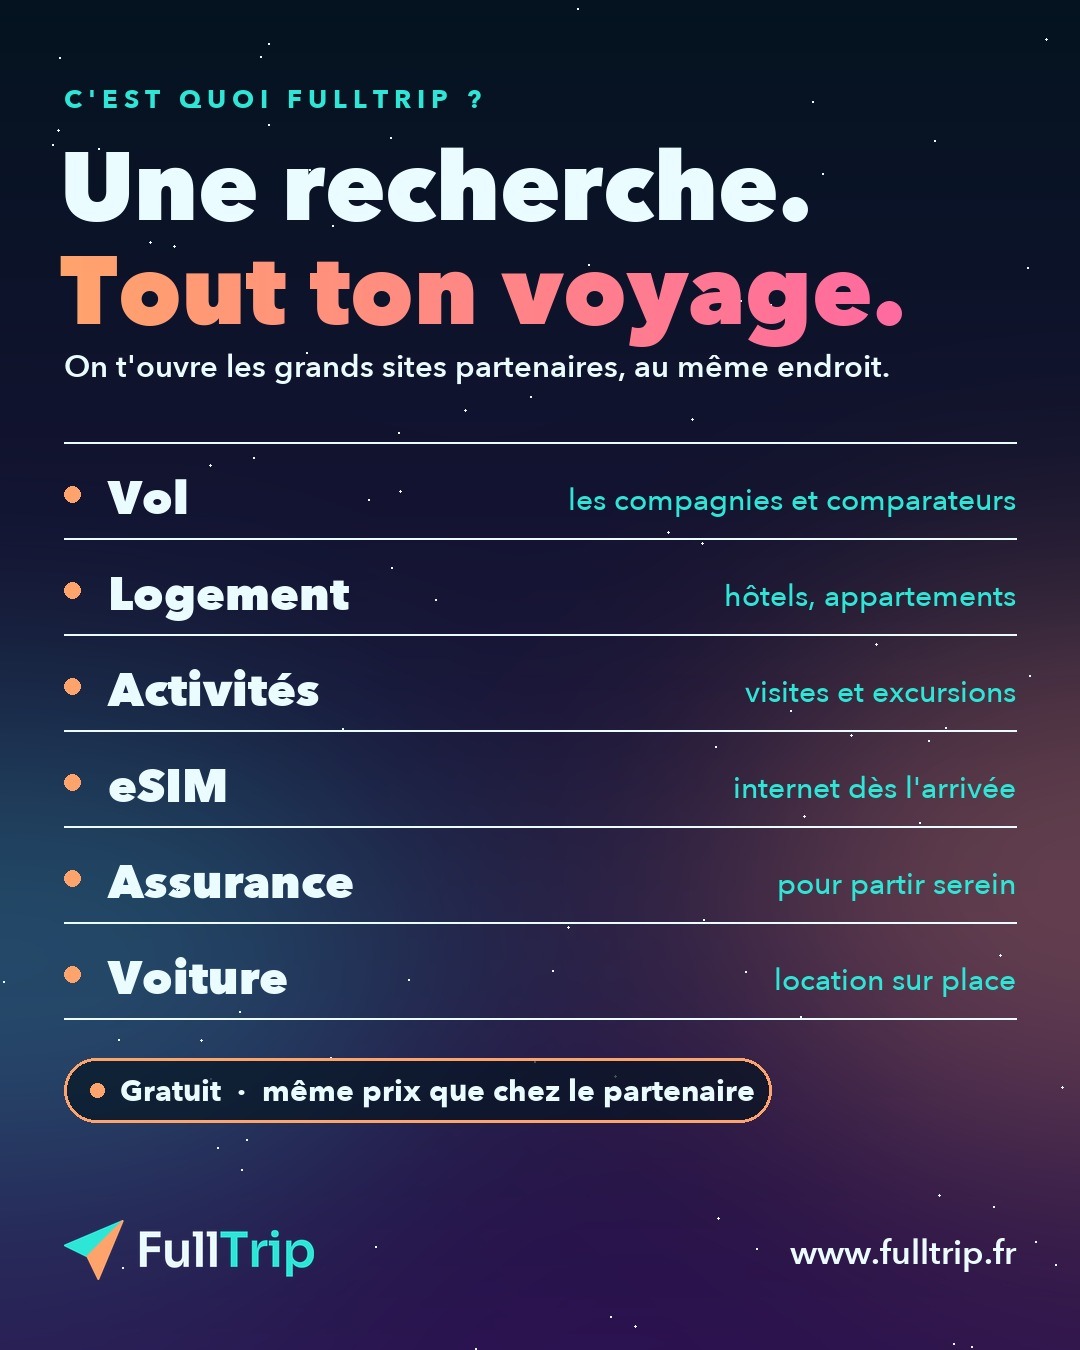 C'EST QUOI FULLTRIP ?
Une recherche.
Tout ton voyage.
On t'ouvre les grands sites partenaires, au même endroit.
Vol les compagnies et comparateurs
Logement hôtels, appartements
Activités visites et excursions
eSIM internet dès l'arrivée
Assurance pour partir serein
Voiture location sur place
Gratuit · même prix que chez le partenaire
FullTrip www.fulltrip.fr